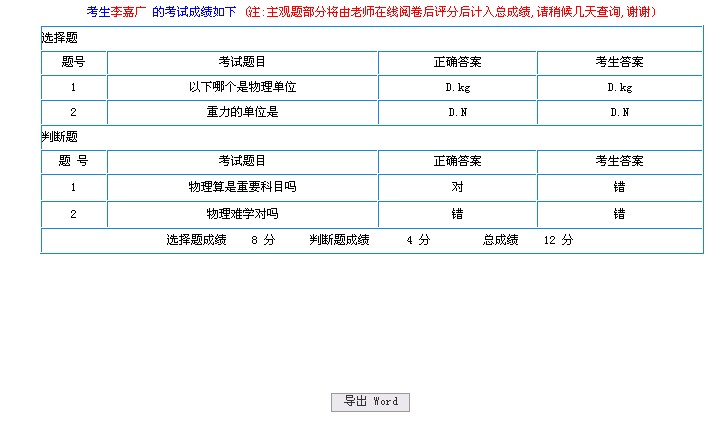 考生李嘉广 的考试成绩如下 (注:主观题部分将由老师在线阅卷后评分后计入总成绩,请稍候几天查询,谢谢)
选择题
题号 考试题目 正确答案 考生答案
1 以下哪个是物理单位 D.kg D.kg
2 重力的单位是 D.N D.N
判断题
题 号 考试题目 正确答案 考生答案
1 物理算是重要科目吗 对 错
2 物理难学对吗 错 错
选择题成绩 8 分 判断题成绩 4 分 总成绩 12 分
导出 Word